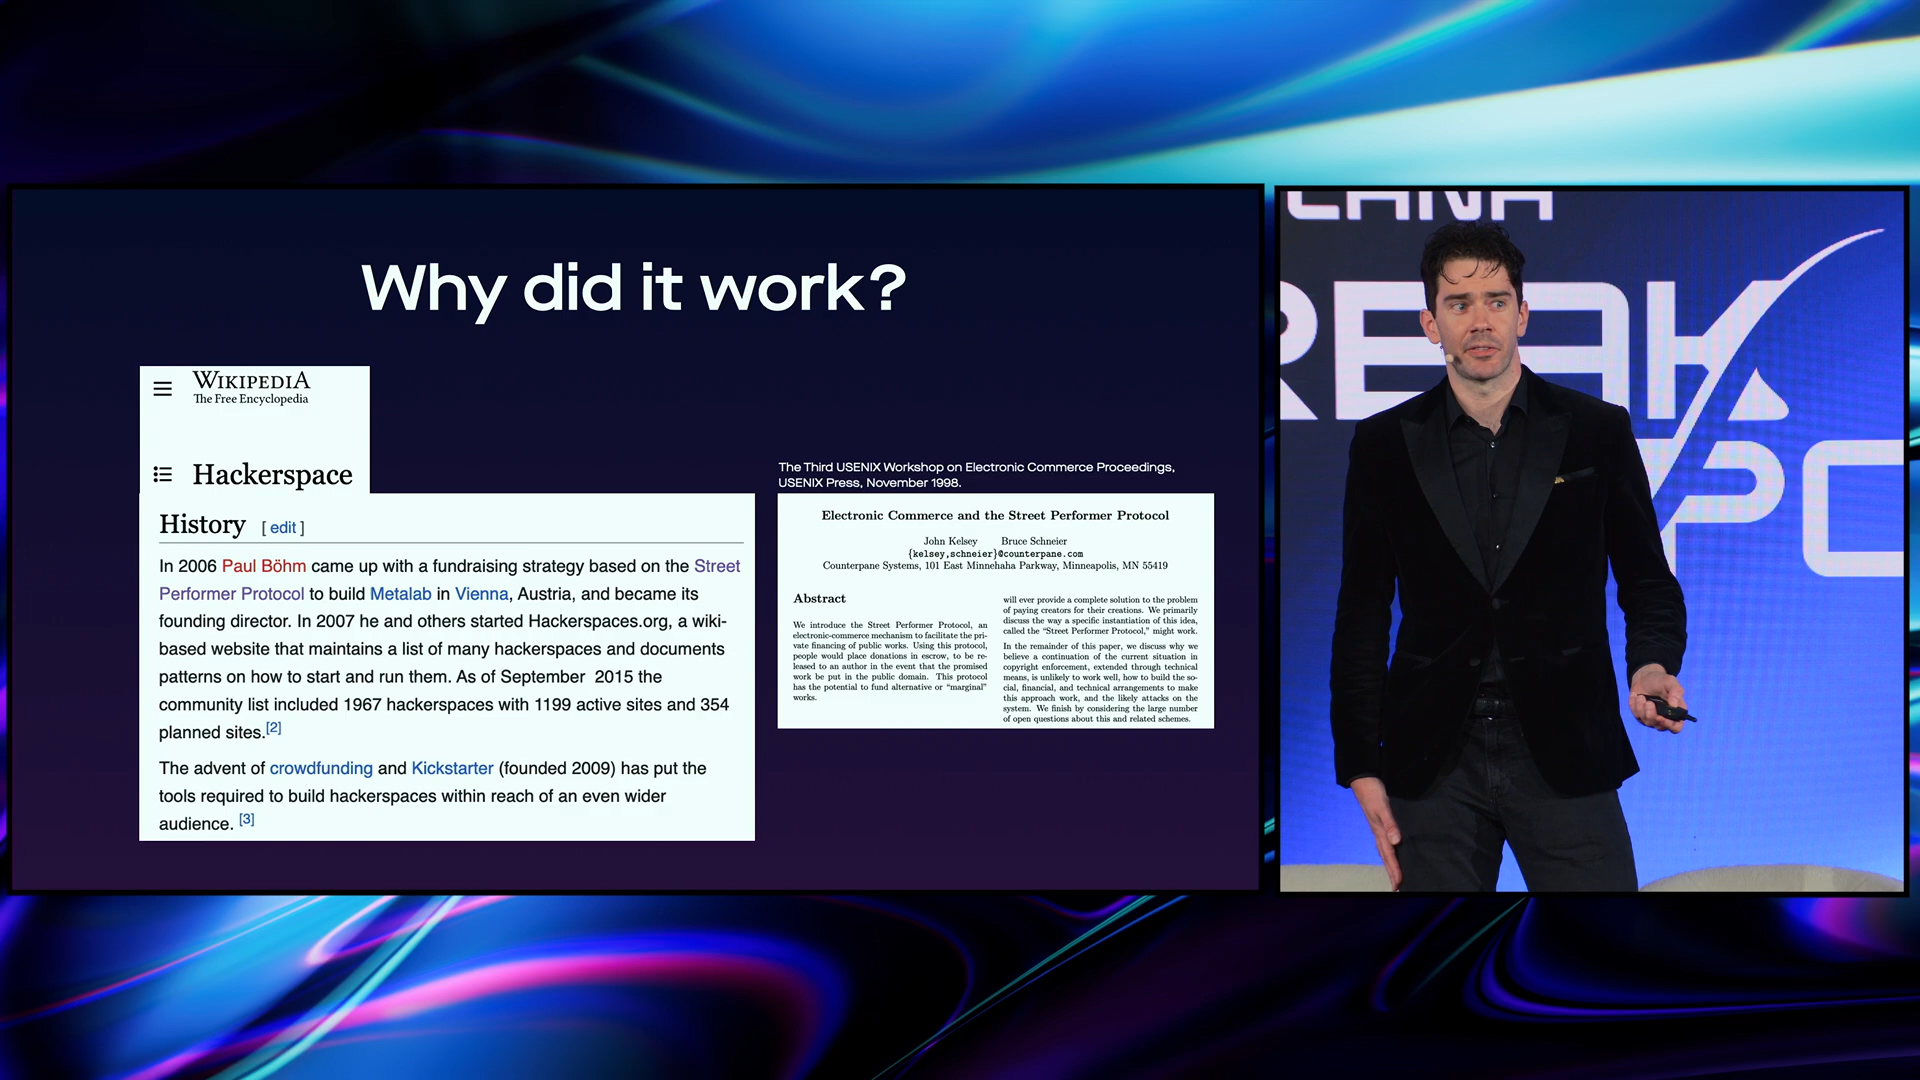 Why did it work?
WIKIPEDIA
The Free Encyclopedia
Hackerspace
History [ edit ]
In 2006 Paul Böhm came up with a fundraising strategy based on the Street
Performer Protocol to build Metalab in Vienna, Austria, and became its
founding director. In 2007 he and others started Hackerspaces.org, a wiki-
based website that maintains a list of many hackerspaces and documents
patterns on how to start and run them. As of September 2015 the
community list included 1967 hackerspaces with 1199 active sites and 354
planned sites.[2]
The advent of crowdfunding and Kickstarter (founded 2009) has put the
tools required to build hackerspaces within reach of an even wider
audience. [3]
The Third USENIX Workshop on Electronic Commerce Proceedings,
USENIX Press, November 1998.
Electronic Commerce and the Street Performer Protocol
John Kelsey Bruce Schneier
{kelsey,schneier}@counterpane.com
Counterpane Systems, 101 East Minnehaha Parkway, Minneapolis, MN 55419
Abstract
We introduce the Street Performer Protocol, an
electronic-commerce mechanism to facilitate the pri-
vate financing of public works. Using this protocol,
people would place donations in escrow, to be re-
leased to an author in the event that the promised
work be put in the public domain. This protocol
has the potential to fund alternative or “marginal”
works.
will ever provide a complete solution to the problem
of paying creators for their creations. We primarily
discuss the way a specific instantiation of this idea,
called the “Street Performer Protocol,” might work.
In the remainder of this paper, we discuss why we
believe a continuation of the current situation in
copyright enforcement, extended through technical
means, is unlikely to work well, how to build the so-
cial, financial, and technical arrangements to make
this approach work, and the likely attacks on the
system. We finish by considering the large number
of open questions about this and related schemes.
LANA
REAK
PO